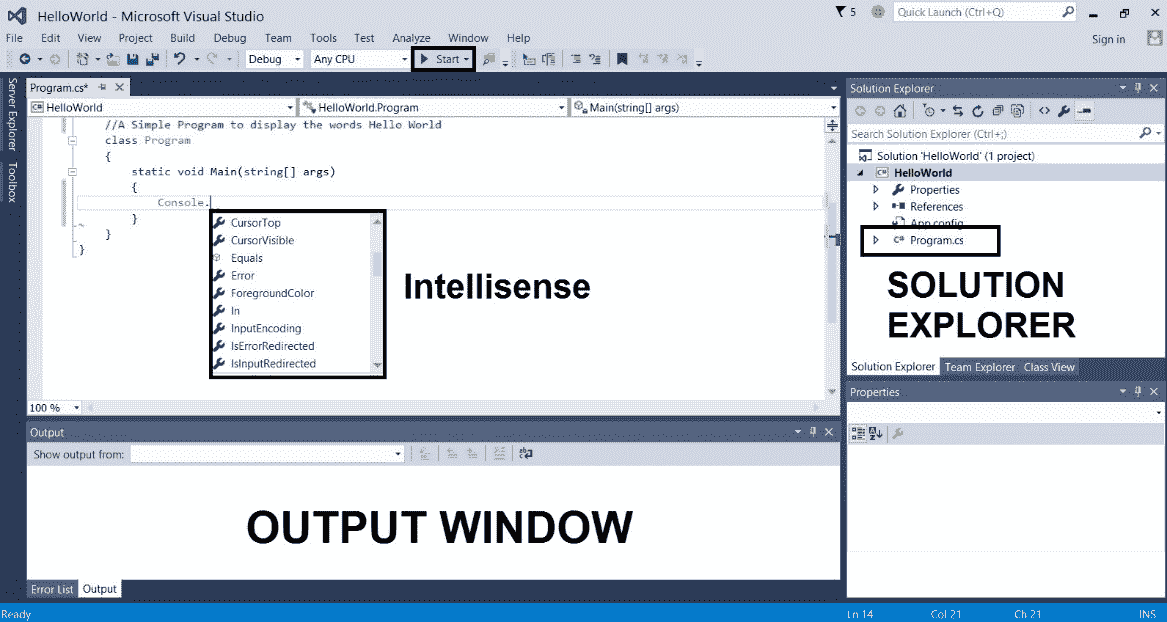 HelloWorld - Microsoft Visual Studio
5
Quick Launch (Ctrl+Q)
File Edit View Project Build Debug Team Tools Test Analyze Window Help
Sign in
Debug Any CPU Start
Server Explorer
Toolbox
Program.cs*
HelloWorld HelloWorld.Program Main(string[] args)
//A Simple Program to display the words Hello World
class Program
{
static void Main(string[] args)
{
Console.
}
}
}
CursorTop
CursorVisible
Equals
Error
ForegroundColor
In
InputEncoding
IsErrorRedirected
IsInputRedirected
Intellisense
100 %
Output
Show output from:
OUTPUT WINDOW
Error List Output
Solution Explorer
Search Solution Explorer (Ctrl+;)
Solution 'HelloWorld' (1 project)
HelloWorld
Properties
References
App.config
Program.cs
SOLUTION
EXPLORER
Solution Explorer Team Explorer Class View
Properties
Ready Ln 14 Col 21 Ch 21 INS